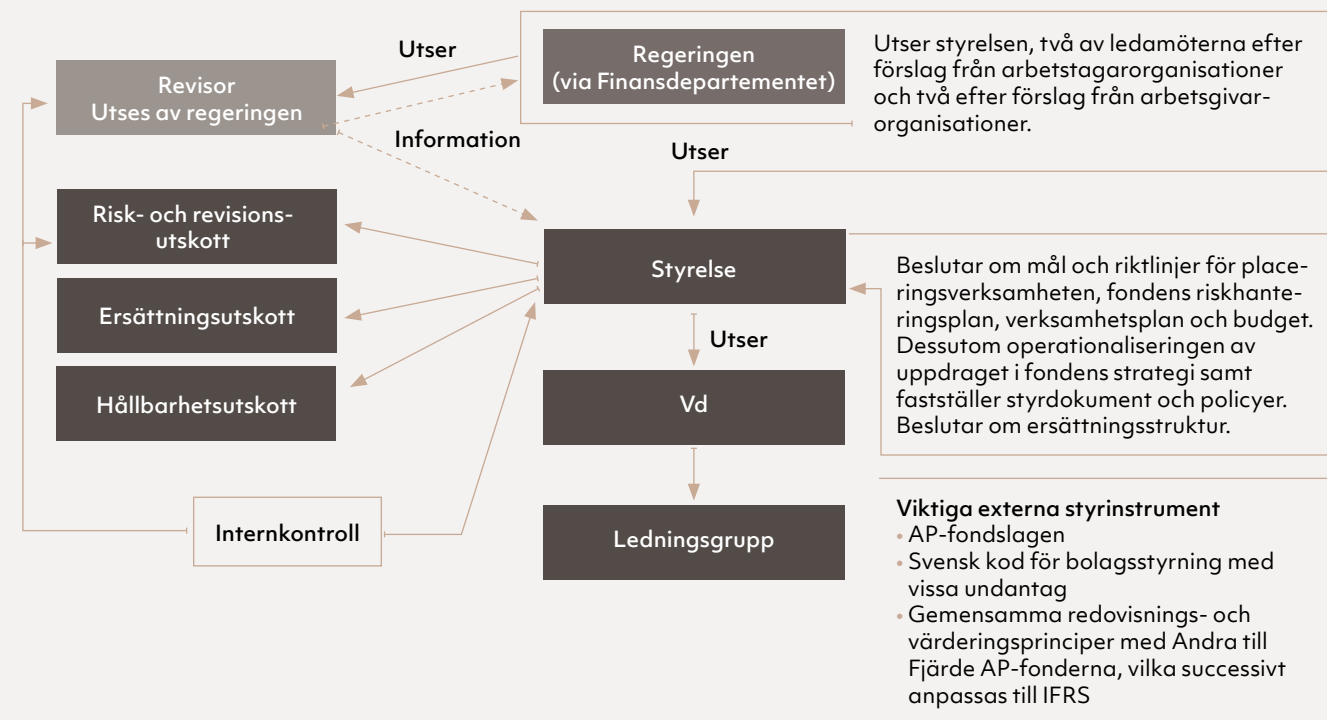 Utser
Revisor
Utses av regeringen
Regeringen
(via Finansdepartementet)
Utser styrelsen, två av ledamöterna efter
förslag från arbetstagarorganisationer
och två efter förslag från arbetsgivar-
organisationer.
Information
Utser
Risk- och revisions-
utskott
Ersättningsutskott
Hållbarhetsutskott
Styrelse
Beslutar om mål och riktlinjer för place-
ringsverksamheten, fondens riskhante-
ringsplan, verksamhetsplan och budget.
Dessutom operationaliseringen av
uppdraget i fondens strategi samt
fastställer styrdokument och policyer.
Beslutar om ersättningsstruktur.
Utser
Vd
Internkontroll
Ledningsgrupp
Viktiga externa styrinstrument
• AP-fondslagen
• Svensk kod för bolagsstyrning med
vissa undantag
• Gemensamma redovisnings- och
värderingsprinciper med Andra till
Fjärde AP-fonderna, vilka successivt
anpassas till IFRS